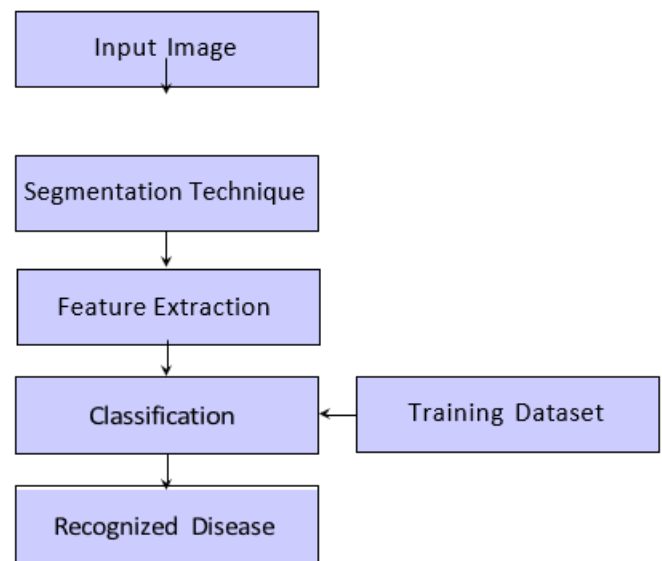 Input Image
Segmentation Technique
Feature Extraction
Classification
Training Dataset
Recognized Disease